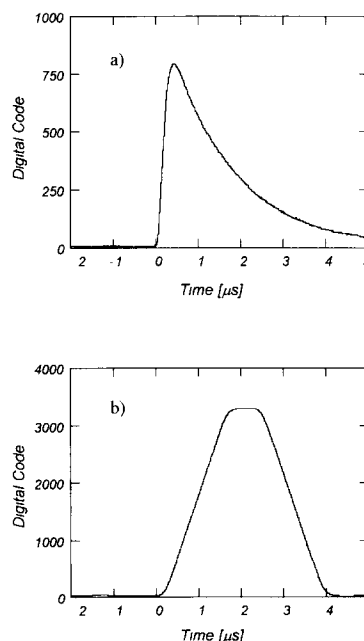 1000
a)
750
500
250
0
Digital Code
2 -1 0 1 2 3 4
Time [µs]
4000
b)
3000
2000
1000
0
Digital Code
2 1 0 1 2 3 4
Time [µs]